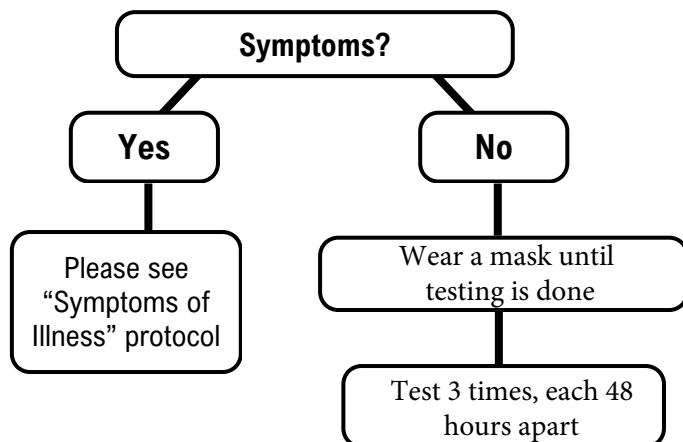 Symptoms?
Yes
No
Please see
“Symptoms of
Illness” protocol
Wear a mask until
testing is done
Test 3 times, each 48
hours apart